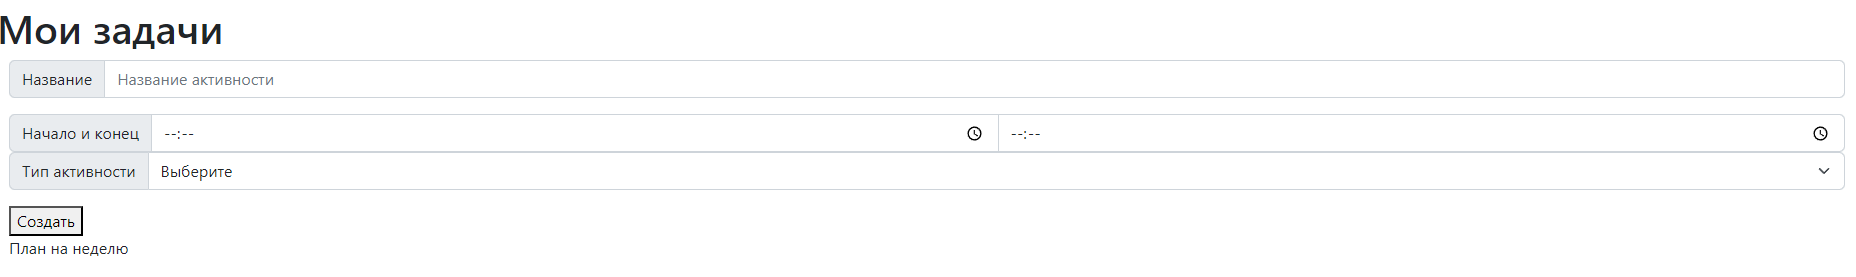 Мои задачи
Название Название активности
Начало и конец --:-- --:--
Тип активности Выберите
Создать
План на неделю